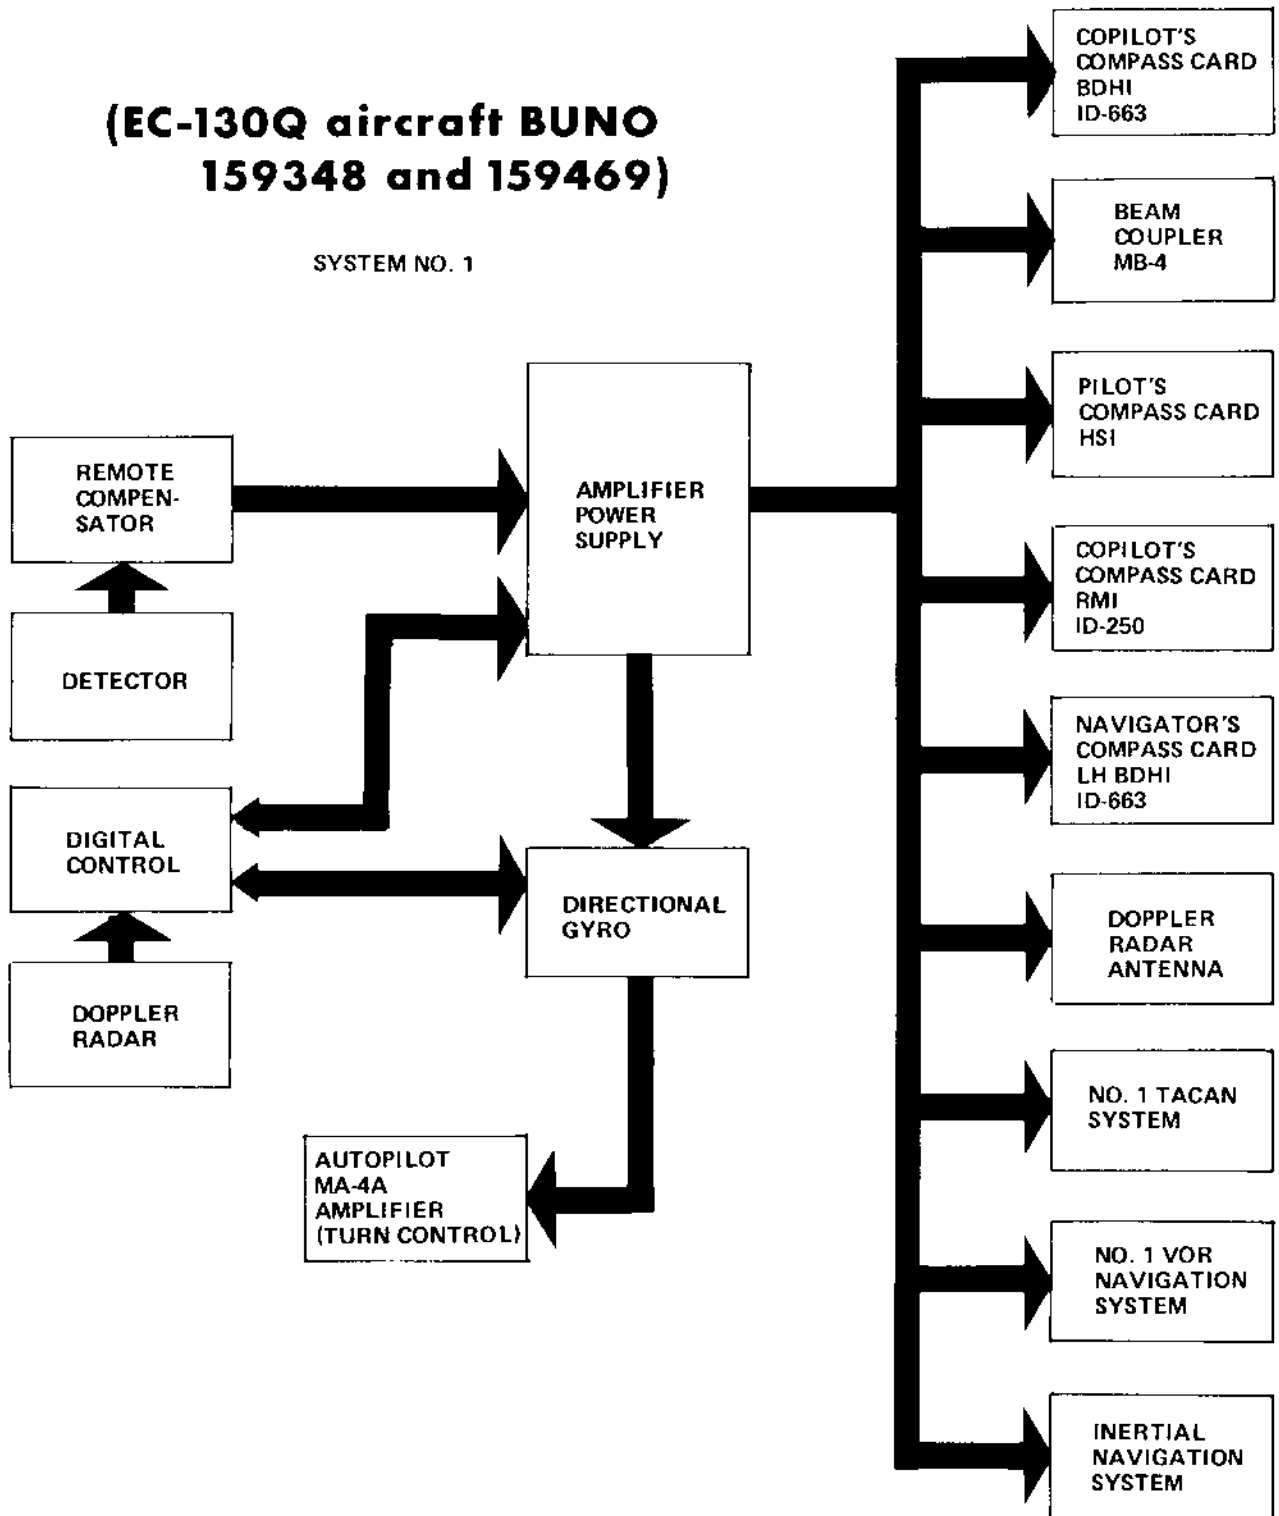 (EC-130Q aircraft BUNO
159348 and 159469)
SYSTEM NO. 1
COPILOT'S
COMPASS CARD
BDHI
ID-663
BEAM
COUPLER
MB-4
PILOT'S
COMPASS CARD
HSI
COPILOT'S
COMPASS CARD
RMI
ID-250
NAVIGATOR'S
COMPASS CARD
LH BDHI
ID-663
DOPPLER
RADAR
ANTENNA
NO. 1 TACAN
SYSTEM
NO. 1 VOR
NAVIGATION
SYSTEM
INERTIAL
NAVIGATION
SYSTEM
AMPLIFIER
POWER
SUPPLY
REMOTE
COMPEN-
SATOR
DETECTOR
DIGITAL
CONTROL
DOPPLER
RADAR
DIRECTIONAL
GYRO
AUTOPILOT
MA-4A
AMPLIFIER
(TURN CONTROL)